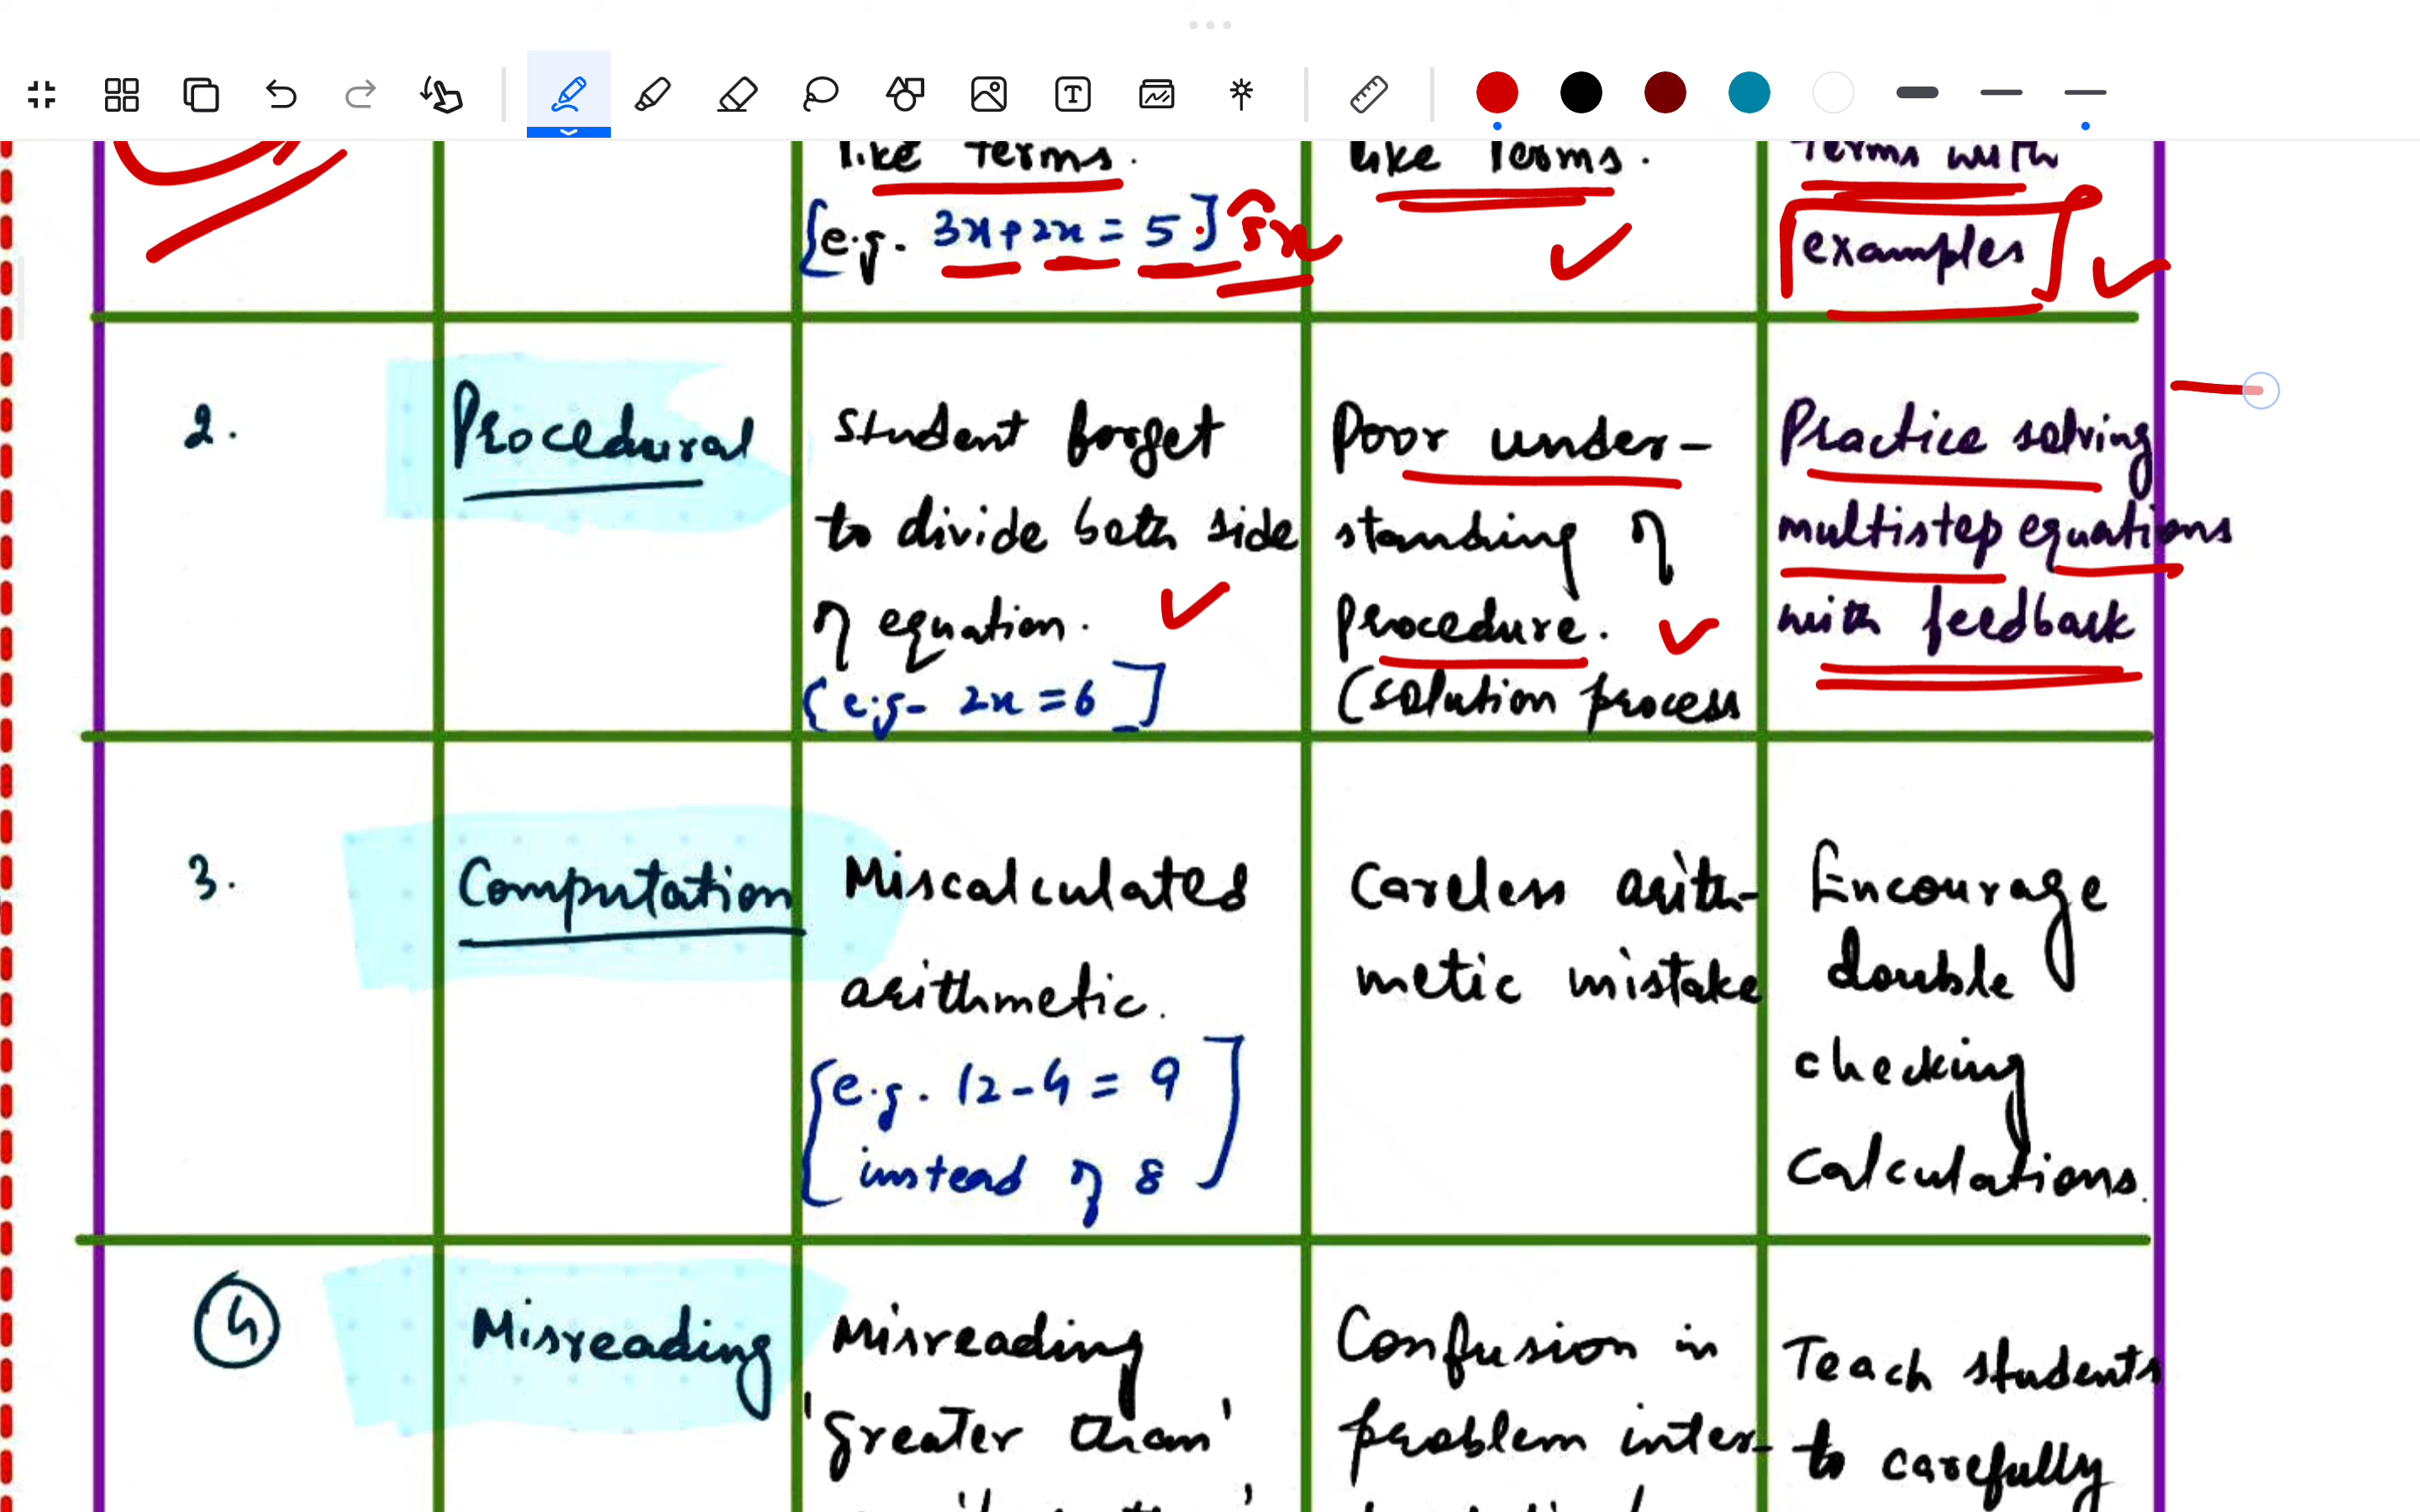 like Terms.
[e.g. 3x+2x = 5] 5x
like Terms.
Terms with
examples
2.
Procedural
student forget
to divide both side
of equation.
[e.g- 2x = 6]
Poor under-
standing of
Procedure.
(solution process
Practice solving
multistep equations
with feedback
3.
Computation
Miscalculated
arithmetic.
[e.g. 12-4 = 9
instead of 8]
Careless arith-
metic mistake
Encourage
double
checking
Calculations.
4
Misreading
Misreading
'greater than'
Confusion in
problem inter-
Teach students
to carefully